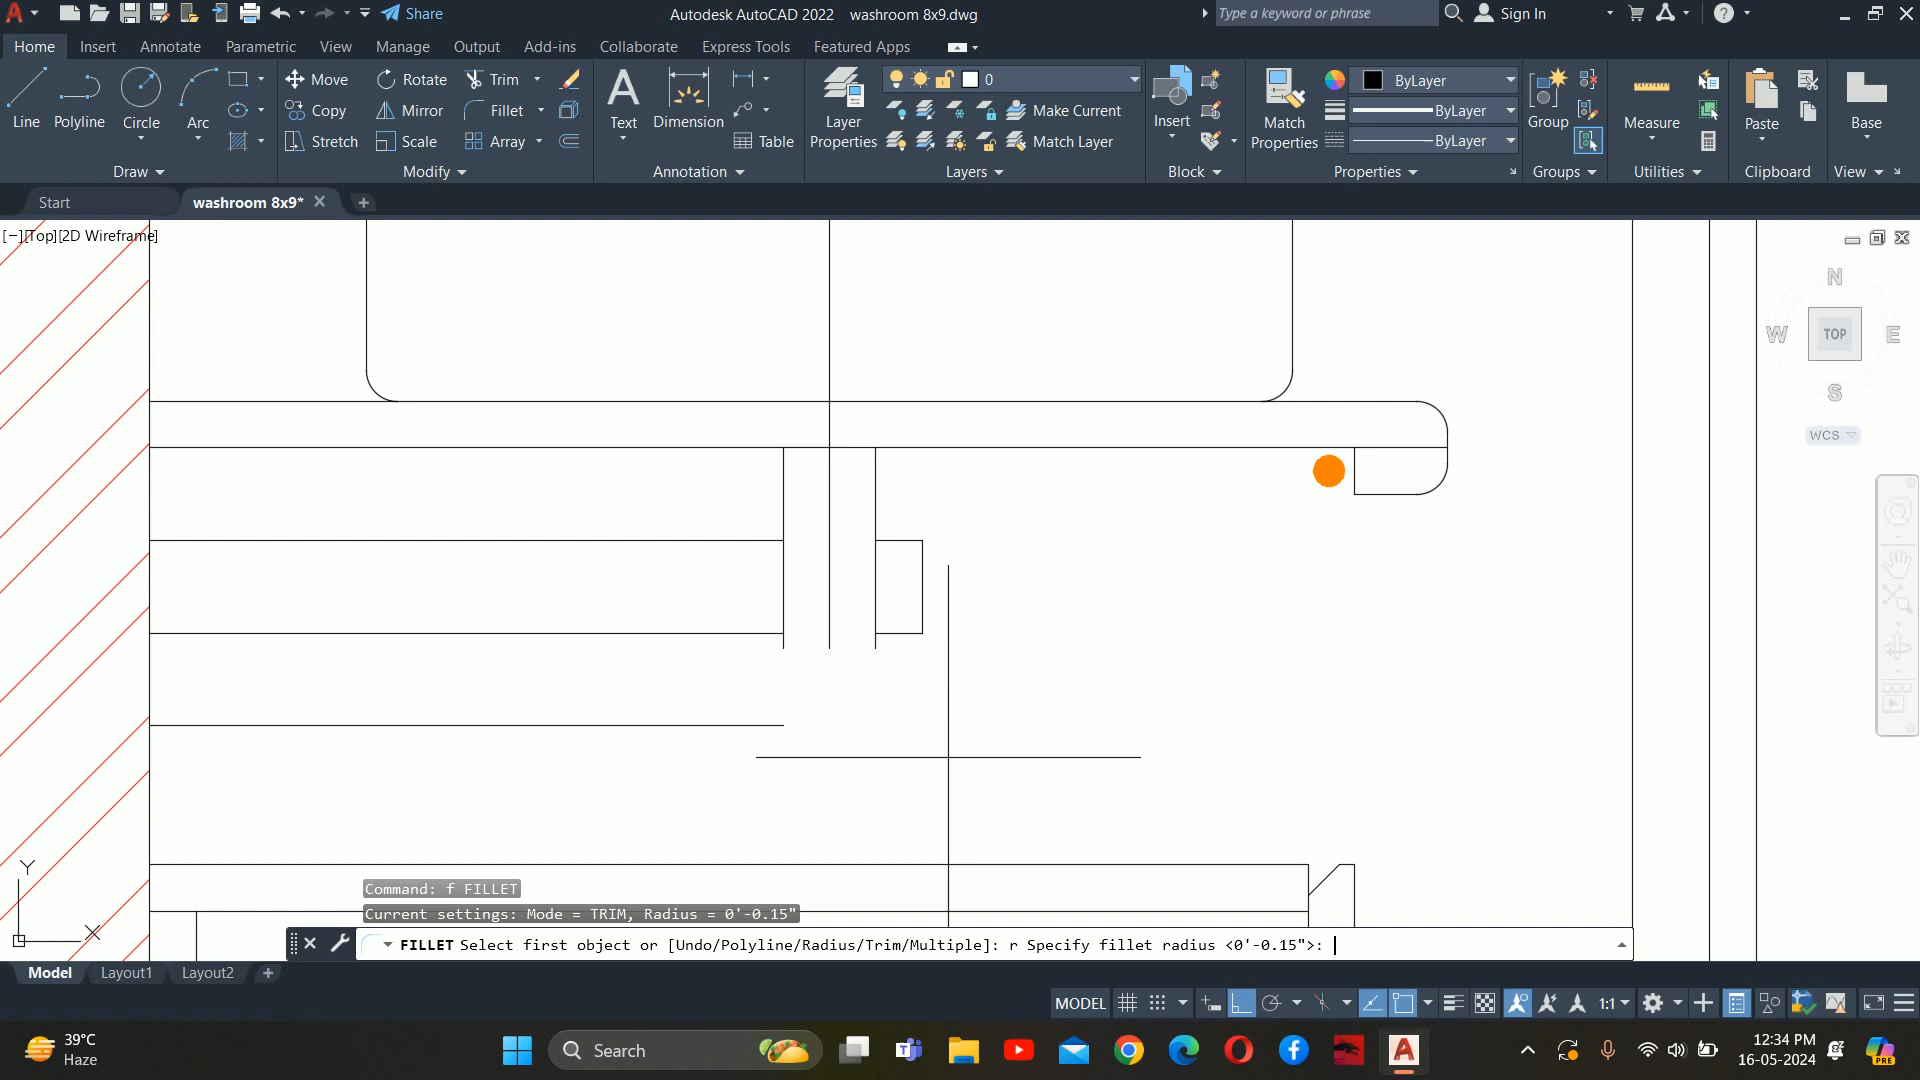 Share
Autodesk AutoCAD 2022 washroom 8x9.dwg
Type a keyword or phrase
Sign In
Home Insert Annotate Parametric View Manage Output Add-ins Collaborate Express Tools Featured Apps
Line Polyline Circle Arc
Move Rotate Trim
Copy Mirror Fillet
Stretch Scale Array
Text Dimension Table
Layer Properties
0
Make Current
Match Layer
Insert
Match Properties
ByLayer
ByLayer
ByLayer
Group Measure Paste Base
Draw Modify Annotation Layers Block Properties Groups Utilities Clipboard View
Start washroom 8x9*
[−][Top][2D Wireframe]
N
W TOP E
S
WCS
Y
X
Command: f FILLET
Current settings: Mode = TRIM, Radius = 0'-0.15"
FILLET Select first object or [Undo/Polyline/Radius/Trim/Multiple]: r Specify fillet radius <0'-0.15">:
Model Layout1 Layout2
MODEL 1:1
39°C
Haze
Search
12:34 PM
16-05-2024
PRE